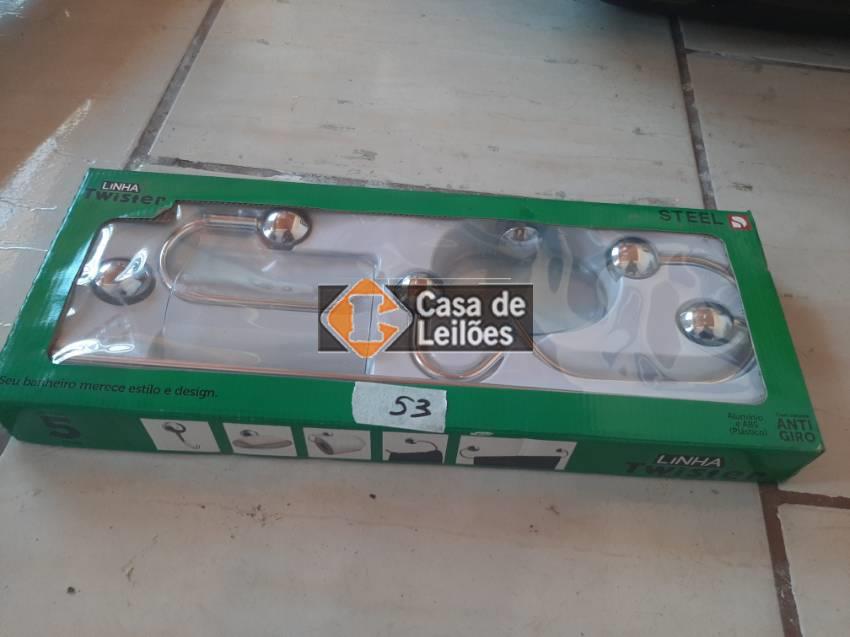 LINHA
Twister
STEEL
Casa de
Leilões
Seu banheiro merece estilo e design.
53
5
Alumínio
e ABS
(Plástico)
ANTI
GIRO
LINHA
Twister